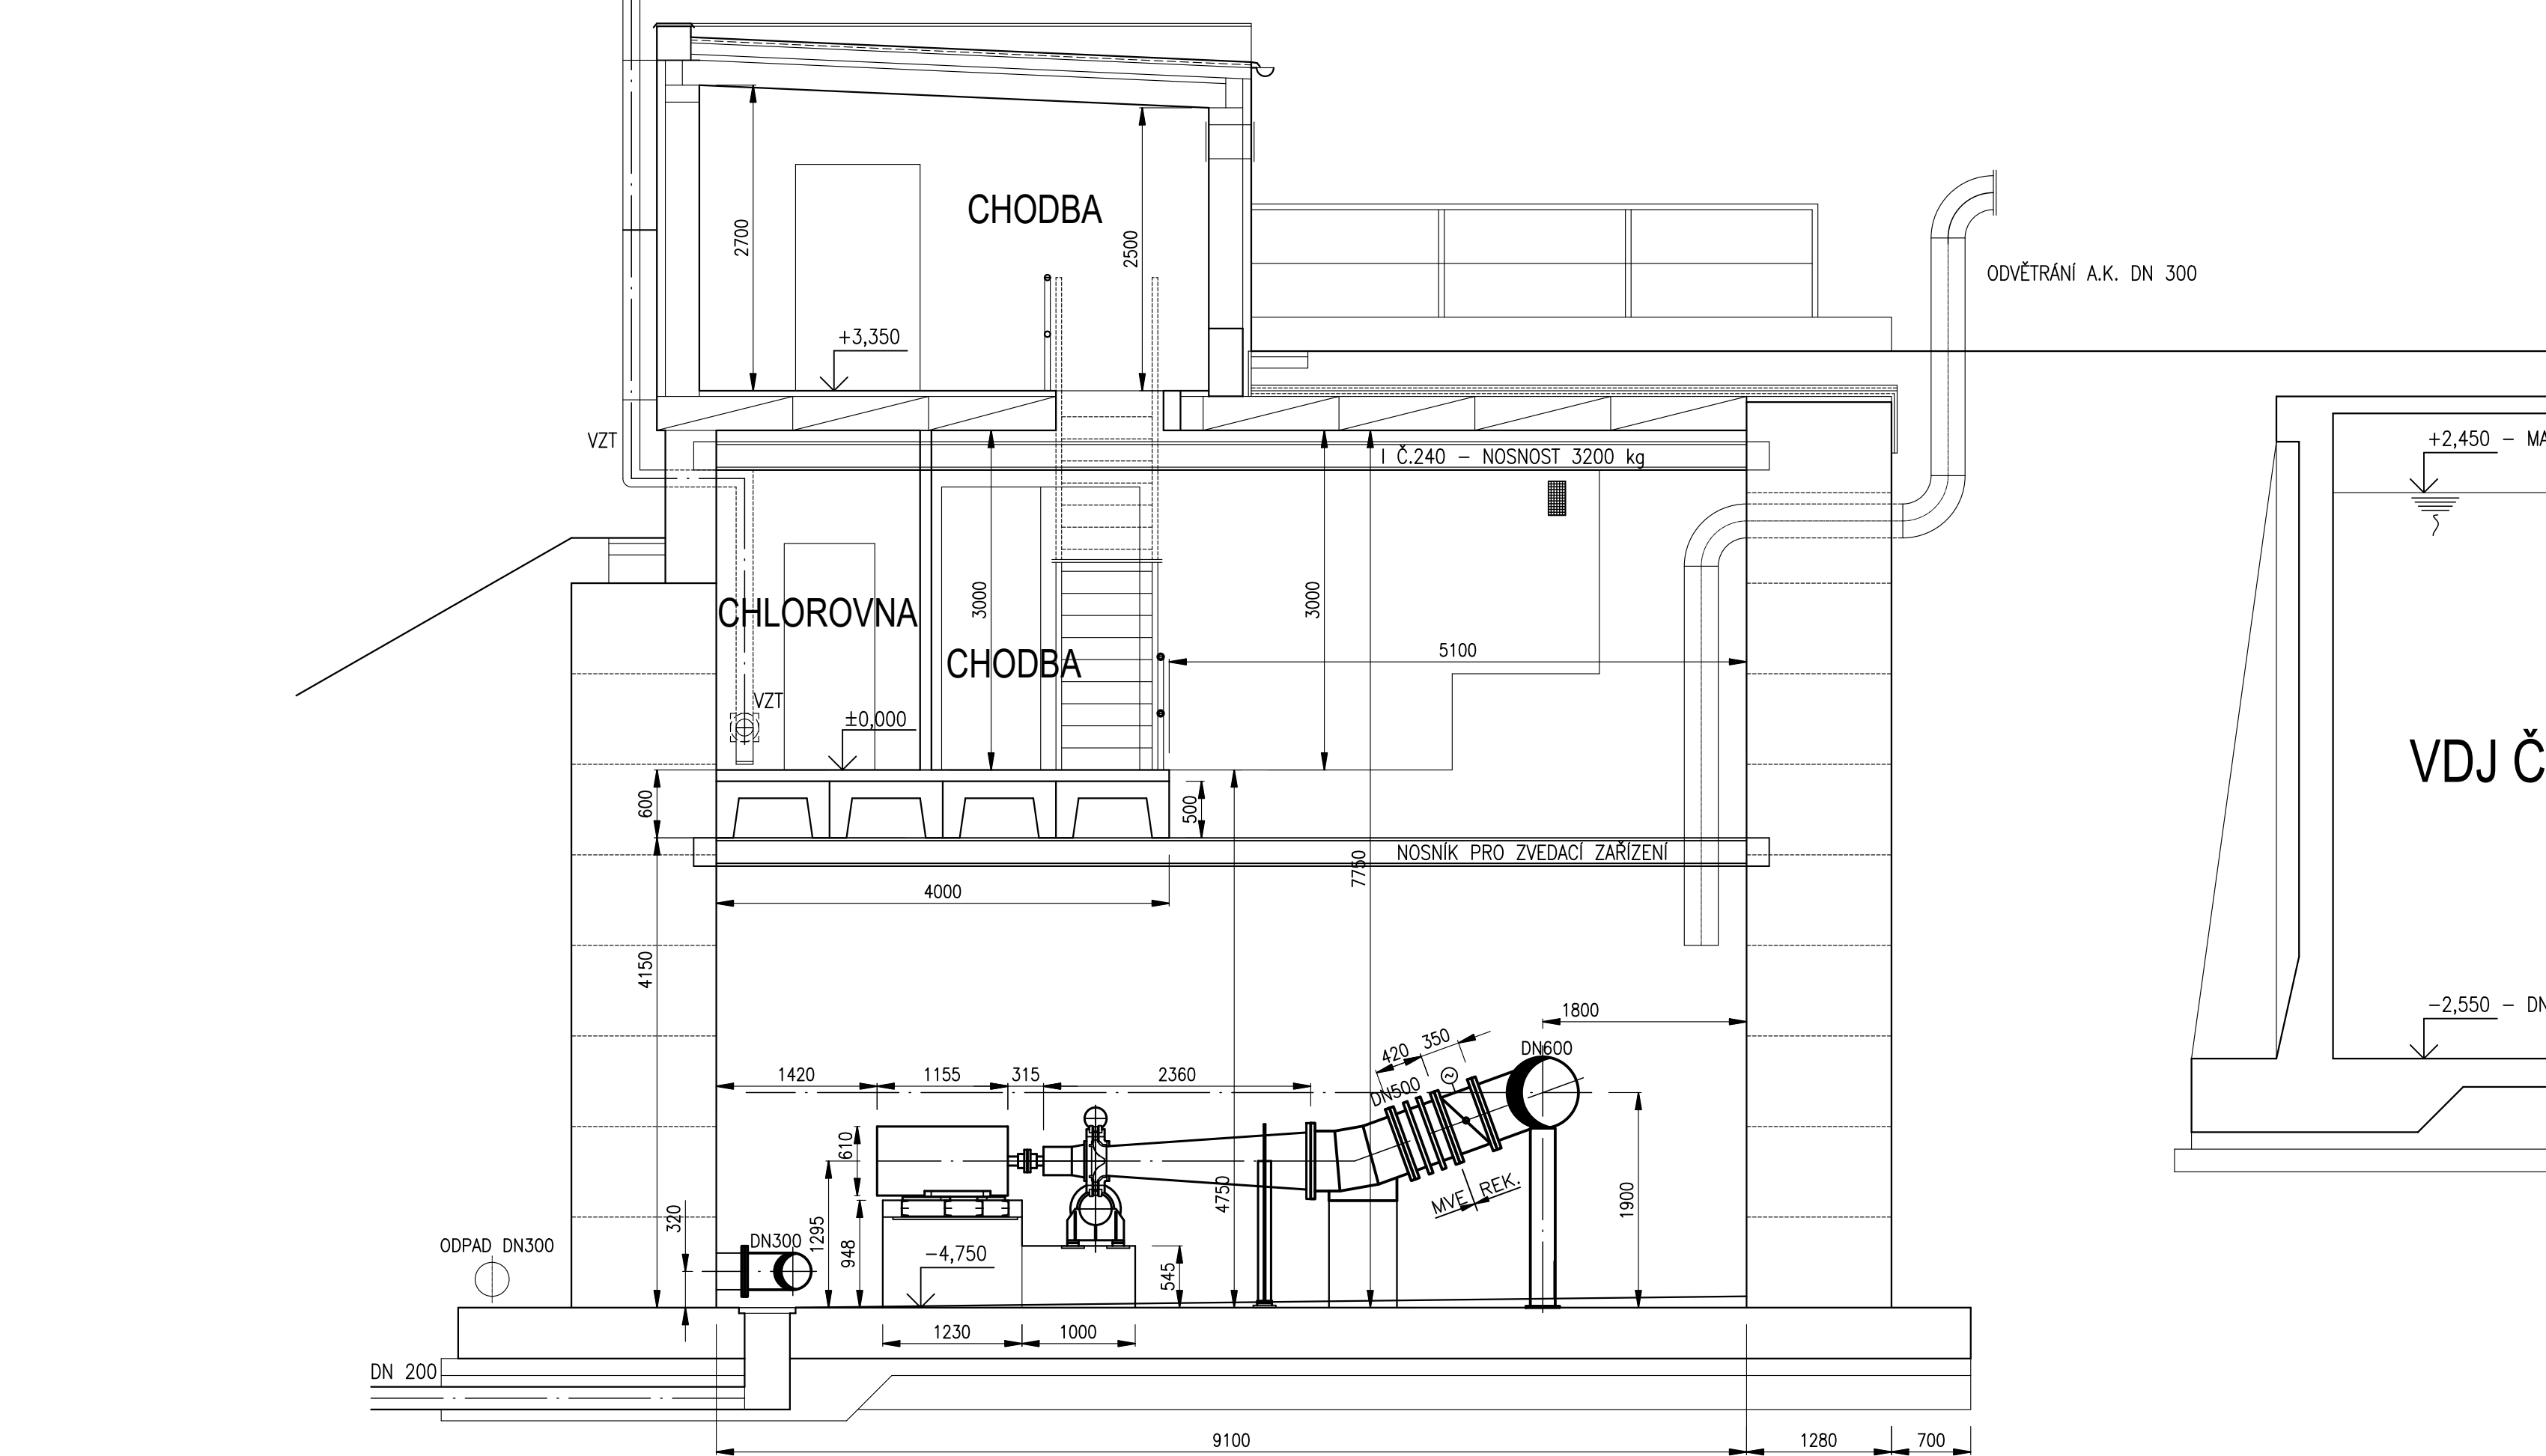 CHODBA
2700
2500
ODVĚTRÁNÍ A.K. DN 300
+3,350
VZT
I Č.240 – NOSNOST 3200 kg
+2,450 – MA
CHLOROVNA
3000
3000
CHODBA
5100
VZT
±0,000
VDJ Č
600
500
NOSNÍK PRO ZVEDACÍ ZAŘÍZENÍ
7750
4000
4150
-2,550 – DN
1800
420
350
DN600
1420
1155
315
2360
DN500
610
4750
MVE
REK.
1900
320
1295
948
ODPAD DN300
DN300
-4,750
545
1230
1000
DN 200
9100
1280
700